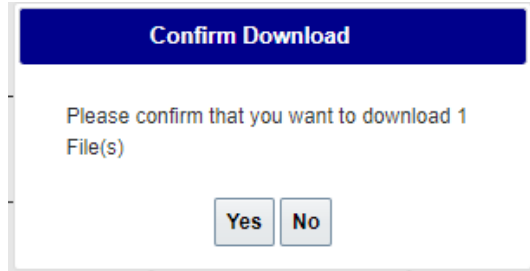 Confirm Download
Please confirm that you want to download 1
File(s)
Yes No